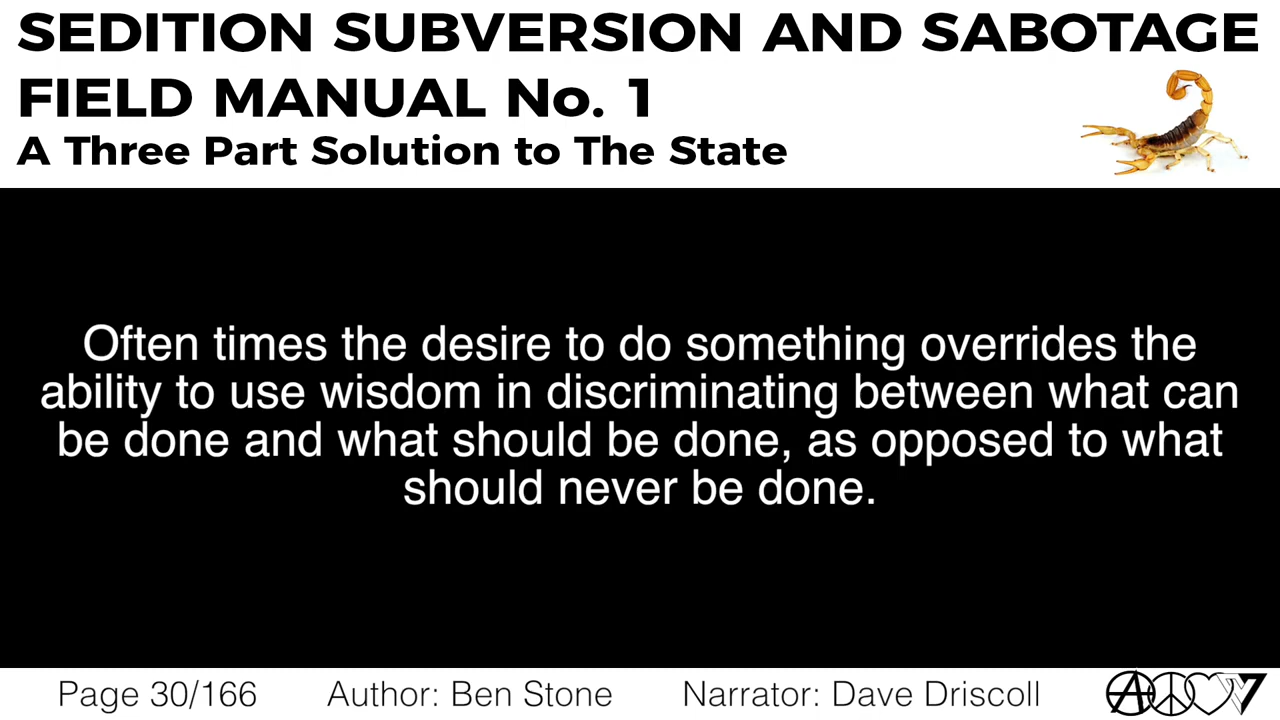 SEDITION SUBVERSION AND SABOTAGE
FIELD MANUAL No. 1
A Three Part Solution to The State
Often times the desire to do something overrides the
ability to use wisdom in discriminating between what can
be done and what should be done, as opposed to what
should never be done.
Page 30/166 Author: Ben Stone Narrator: Dave Driscoll